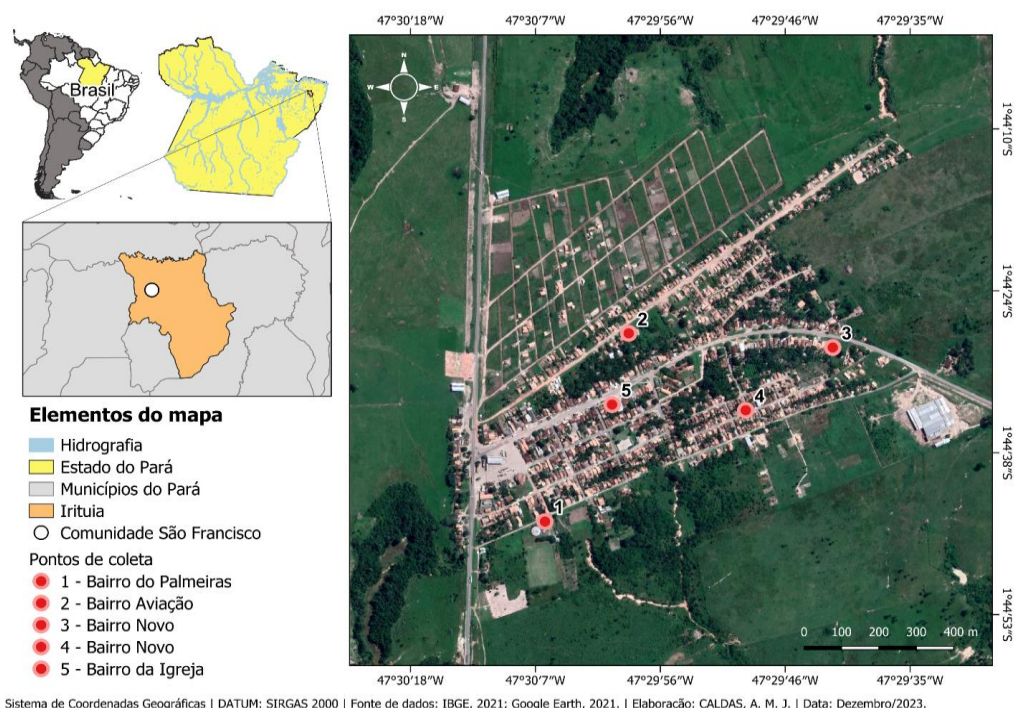 47°30'18"W 47°30'7"W 47°29'56"W 47°29'46"W 47°29'35"W
Brasil
N
W E
S
1°44'10"S
1°44'24"S
1°44'38"S
1°44'53"S
2
3
5
4
1
Elementos do mapa
Hidrografia
Estado do Pará
Municípios do Pará
Irituia
Comunidade São Francisco
Pontos de coleta
1 - Bairro do Palmeiras
2 - Bairro Aviação
3 - Bairro Novo
4 - Bairro Novo
5 - Bairro da Igreja
0 100 200 300 400 m
47°30'18"W 47°30'7"W 47°29'56"W 47°29'46"W 47°29'35"W
Sistema de Coordenadas Geográficas | DATUM: SIRGAS 2000 | Fonte de dados: IBGE, 2021; Google Earth, 2021. | Elaboração: CALDAS, A. M. J. | Data: Dezembro/2023.